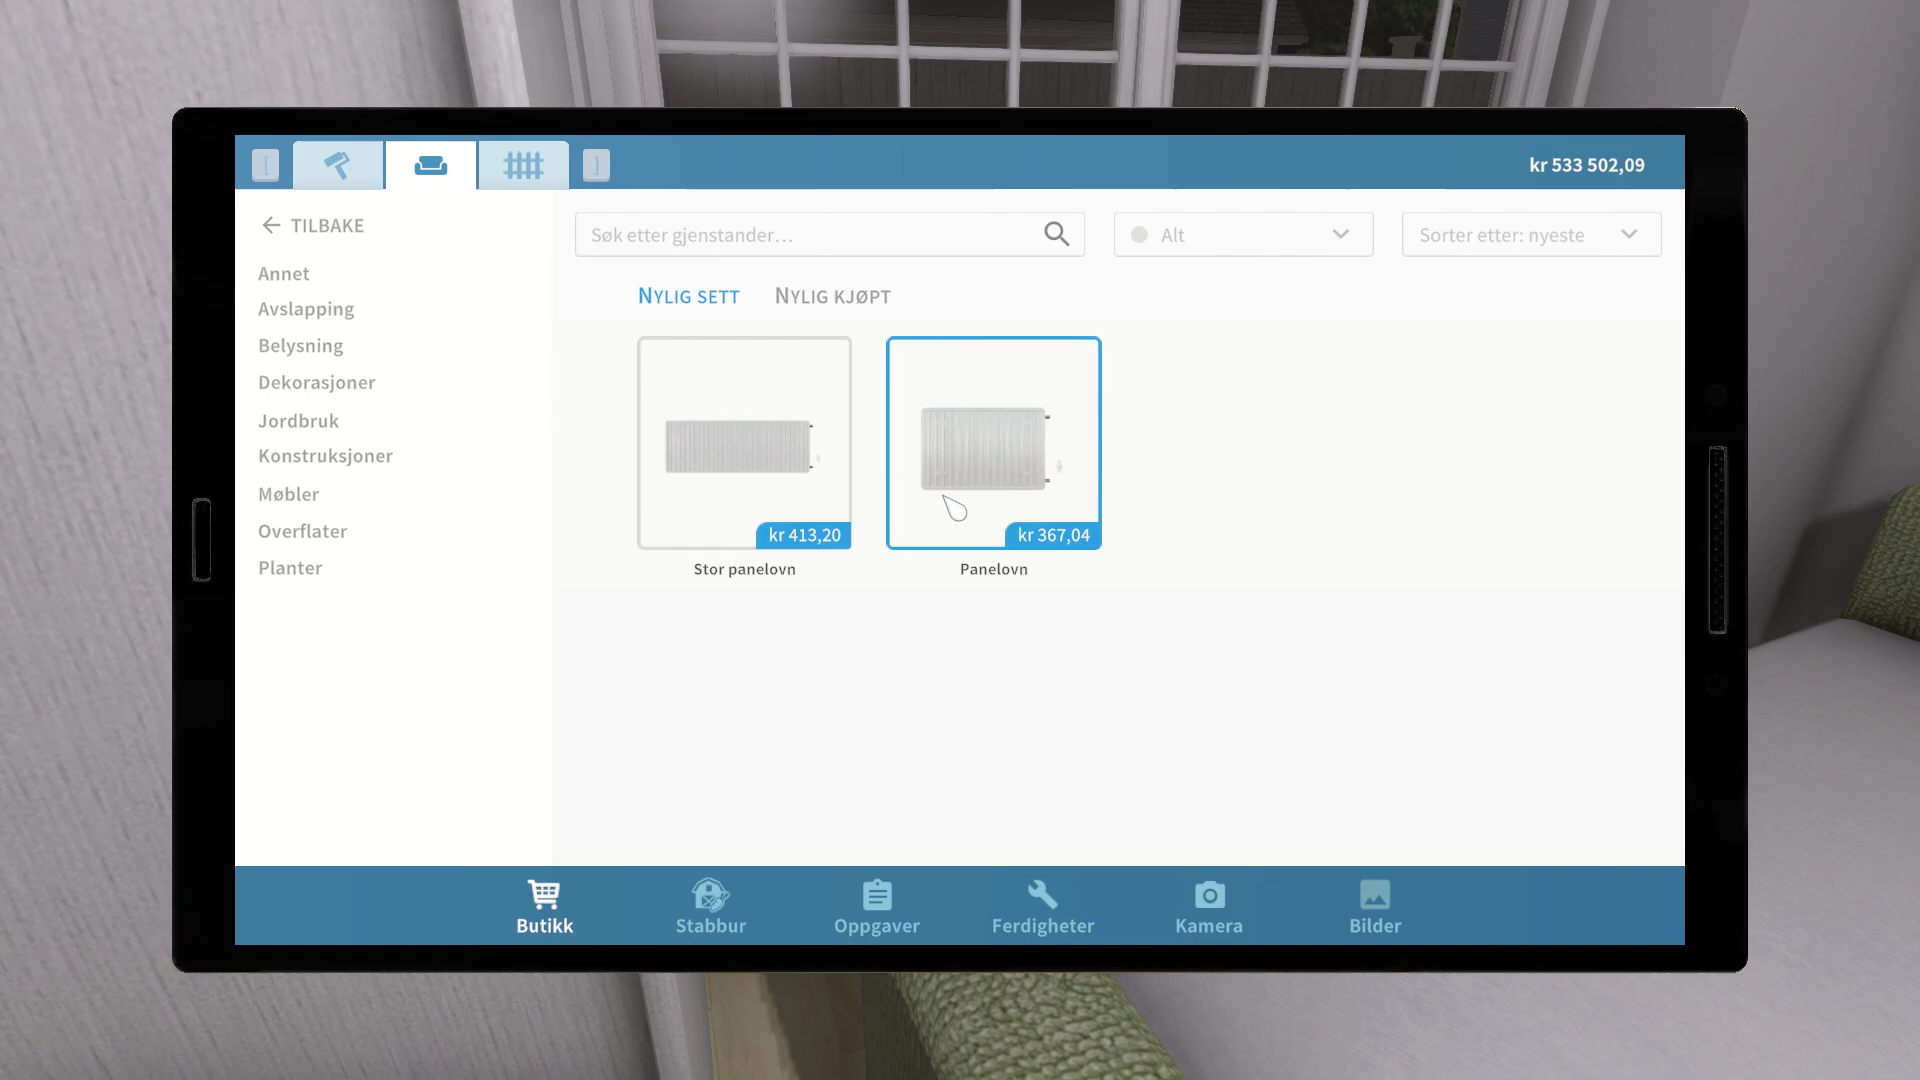 [
]
kr 533 502,09
TILBAKE
Annet
Avslapping
Belysning
Dekorasjoner
Jordbruk
Konstruksjoner
Møbler
Overflater
Planter
Søk etter gjenstander...
Alt
Sorter etter: nyeste
NYLIG SETT
NYLIG KJØPT
kr 413,20
Stor panelovn
kr 367,04
Panelovn
Butikk
Stabbur
Oppgaver
Ferdigheter
Kamera
Bilder